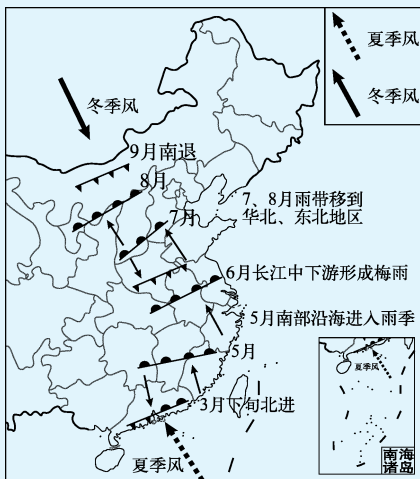 夏季风
冬季风
冬季风
9月南退
8月
7月
7、8月雨带移到
华北、东北地区
6月长江中下游形成梅雨
5月南部沿海进入雨季
5月
3月下旬北进
夏季风
夏季风
南海
诸岛